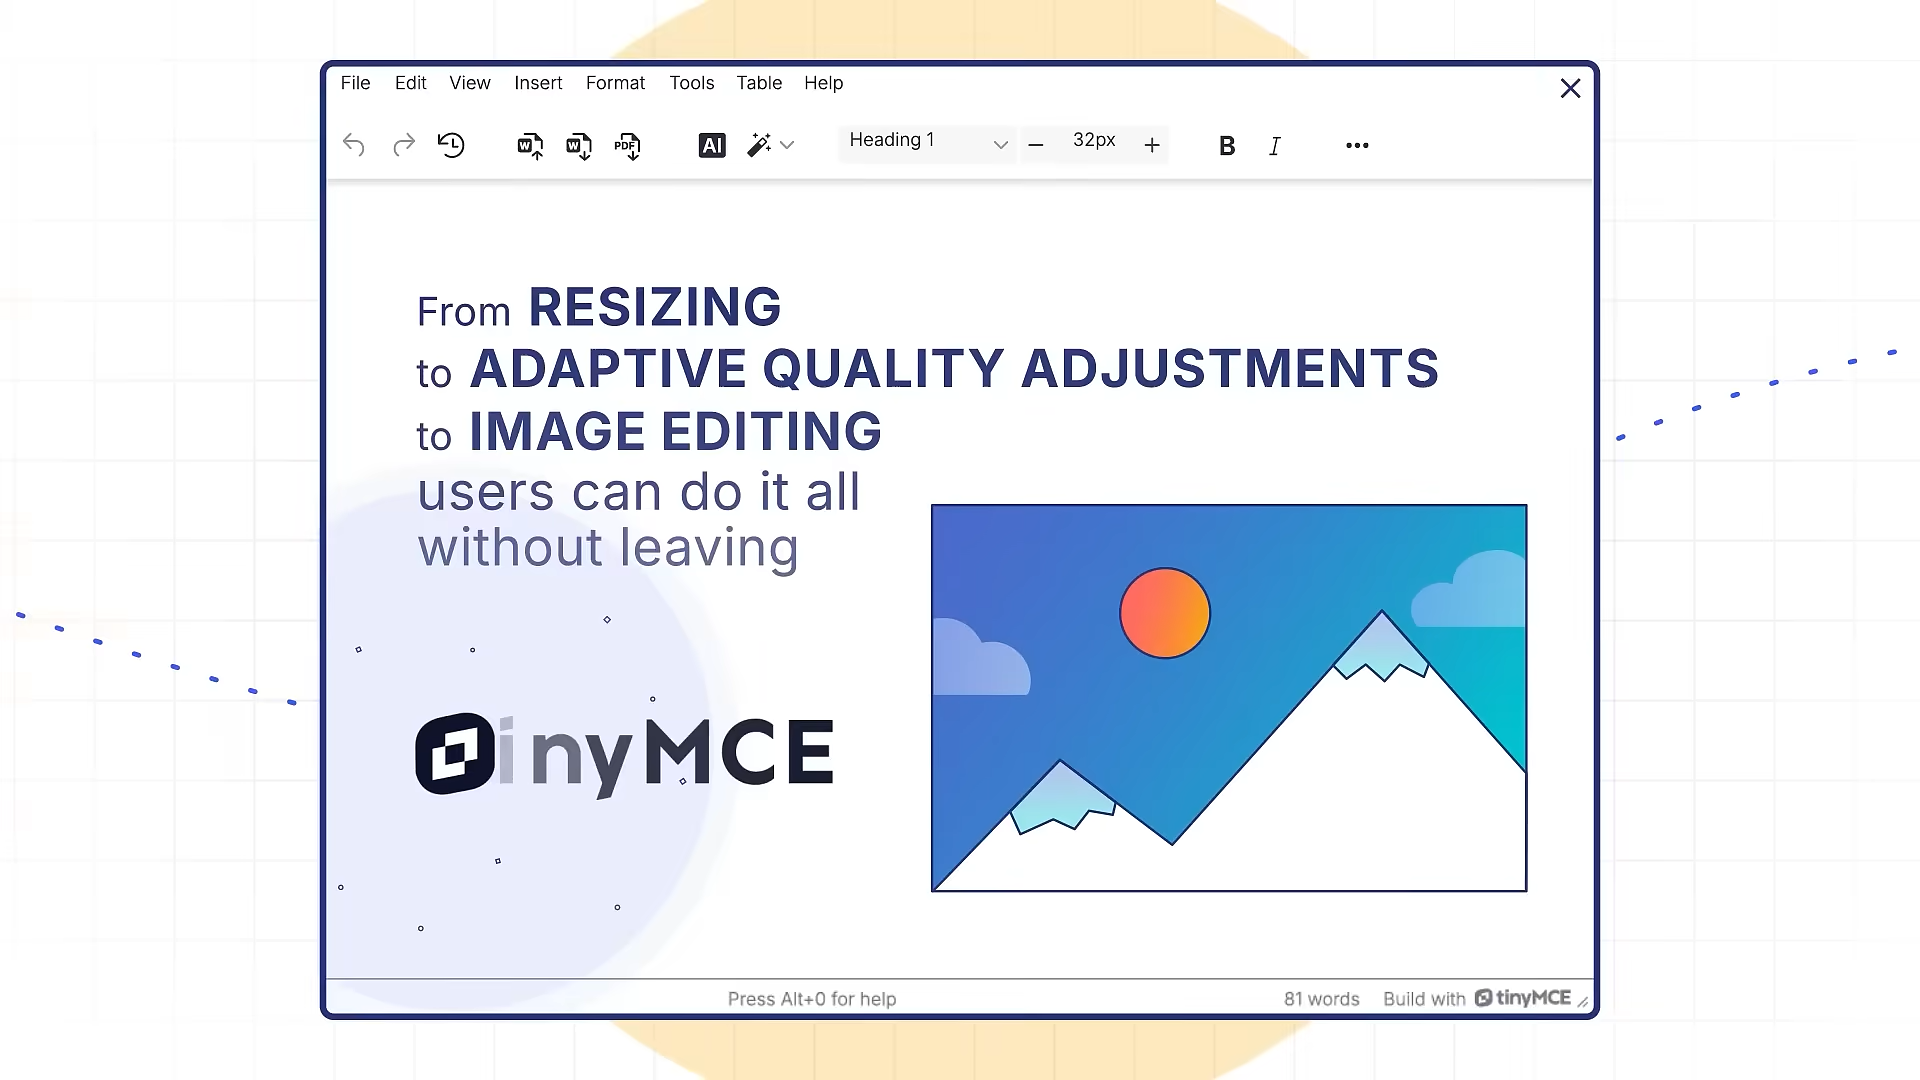 File Edit View Insert Format Tools Table Help
W W PDF AI Heading 1 32px B I
From RESIZING
to ADAPTIVE QUALITY ADJUSTMENTS
to IMAGE EDITING
users can do it all
without leaving
tinyMCE
Press Alt+0 for help 81 words Build with tinyMCE